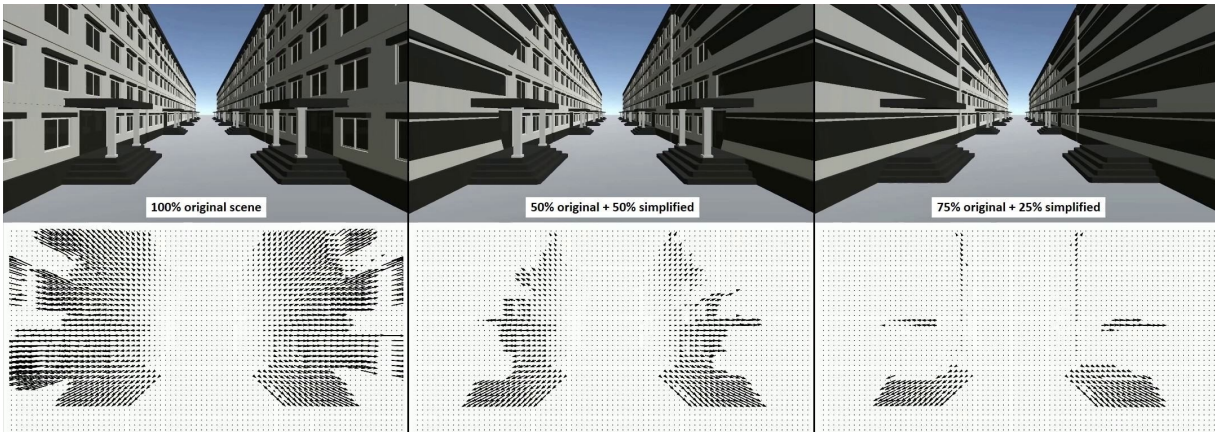 100% original scene
50% original + 50% simplified
75% original + 25% simplified